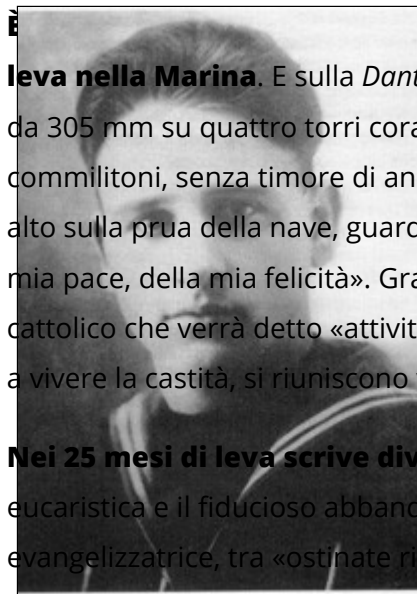 È
leva nella Marina. E sulla Dant
da 305 mm su quattro torri cora
commilitoni, senza timore di an
alto sulla prua della nave, guard
mia pace, della mia felicità». Gra
cattolico che verrà detto «attivit
a vivere la castità, si riuniscono
Nei 25 mesi di leva scrive div
eucaristica e il fiducioso abband
evangelizzatrice, tra «ostinate ri